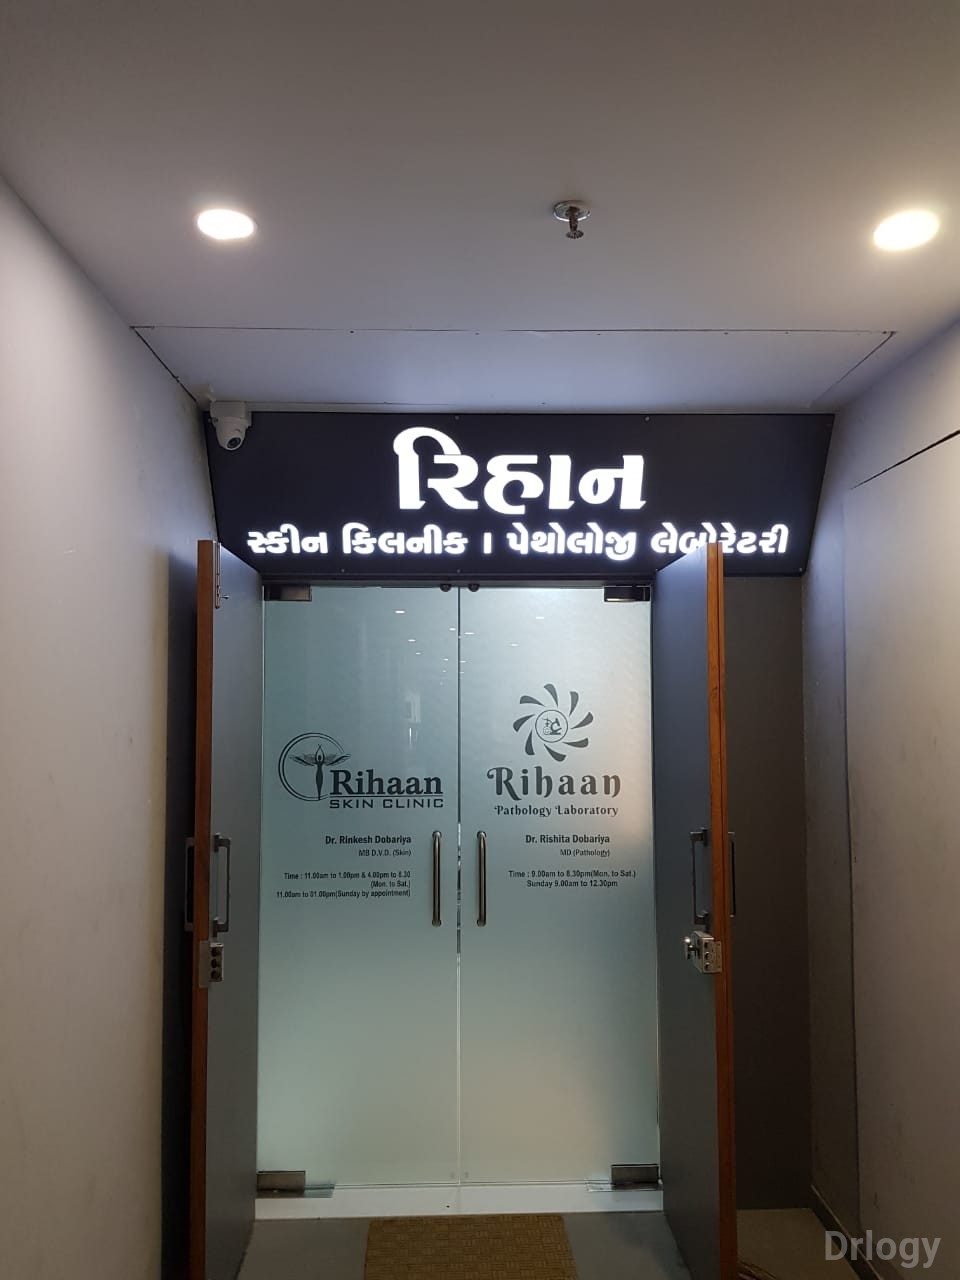 રિહાન
સ્કીન કિલનીક । પેથોલોજી લેબોરેટરી
Rihaan
SKIN CLINIC
Dr. Rinkesh Dobariya
MB D.V.D. (Skin)
Time : 11.00am to 1.00pm & 4.00pm to 8.30
(Mon. to Sat.)
11.00am to 01.00pm(Sunday by appointment)
Rihaan
Pathology Laboratory
Dr. Rishita Dobariya
MD (Pathology)
Time : 9.00am to 8.30pm(Mon. to Sat.)
Sunday 9.00am to 12.30pm
Drlogy